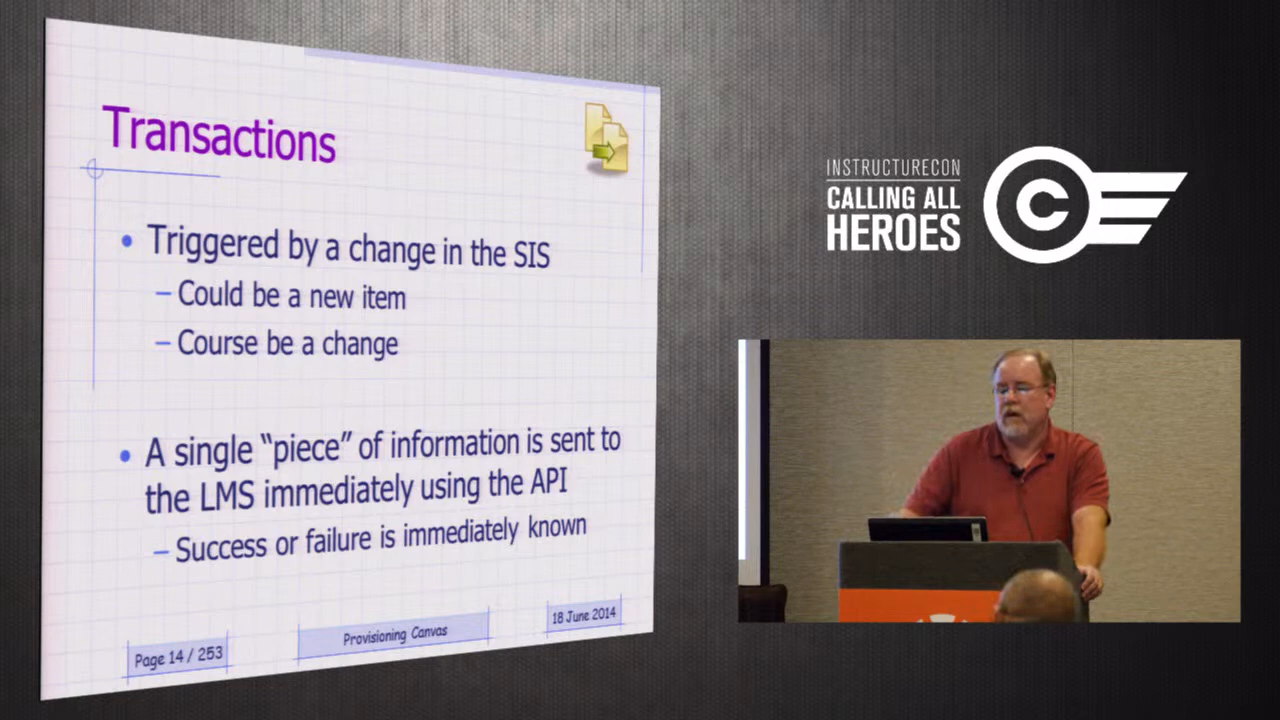 Transactions
• Triggered by a change in the SIS
– Could be a new item
– Course be a change
• A single “piece” of information is sent to
the LMS immediately using the API
– Success or failure is immediately known
Page 14 / 253
Provisioning Canvas
18 June 2014
INSTRUCTURECON
CALLING ALL
HEROES
C